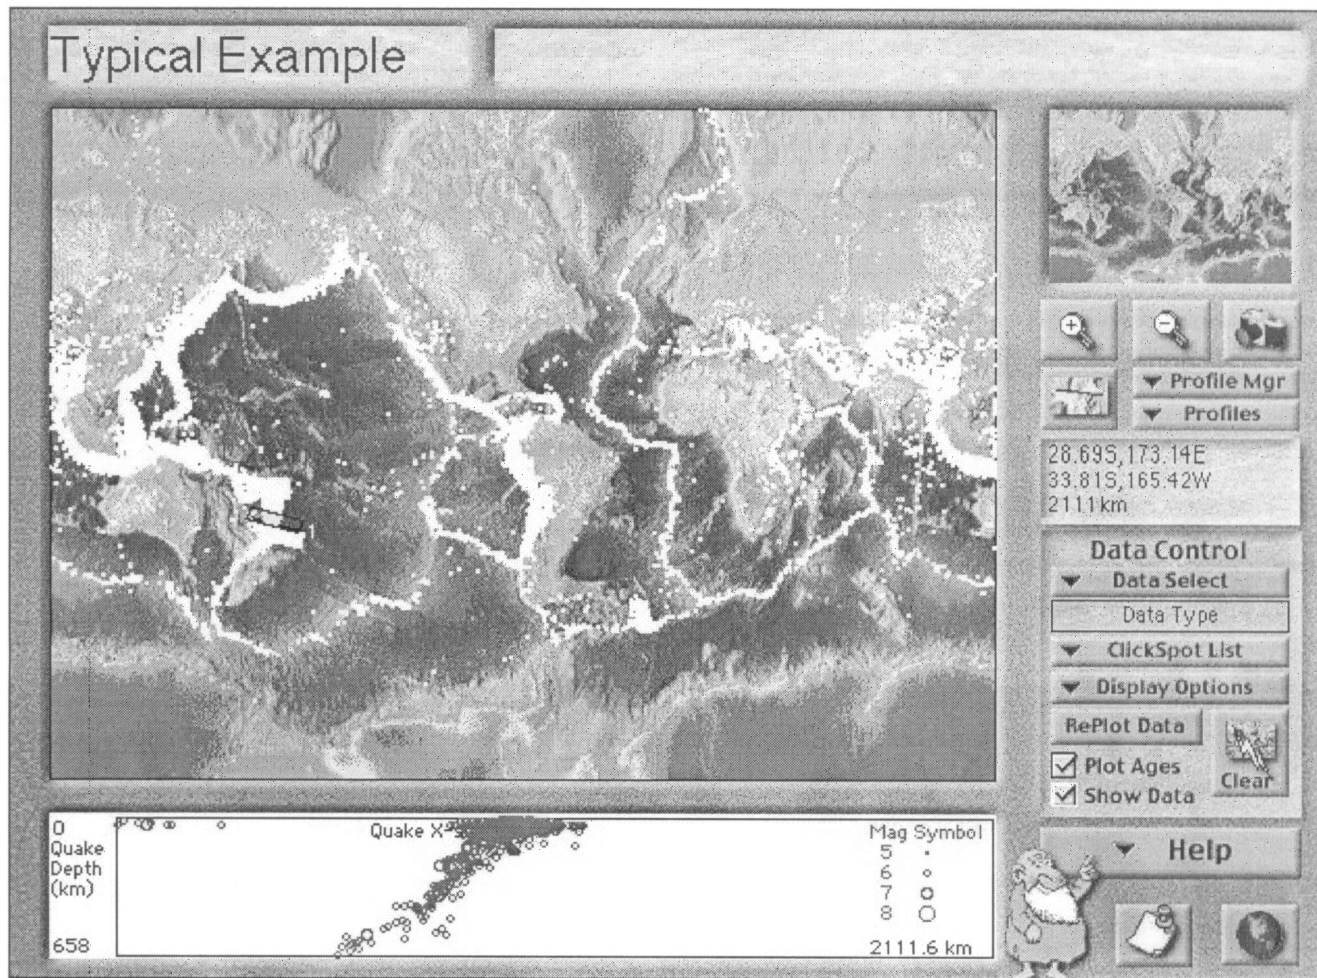 Typical Example
1
Profile Mgr
Profiles
28.69S,173.14E
33.81S,165.42W
2111km
Data Control
Data Select
Data Type
ClickSpot List
Display Options
RePlot Data
Plot Ages
Show Data
Clear
Help
0
Quake
Depth
(km)
658
Quake X-
Mag Symbol
5
6
7
8
2111.6 km